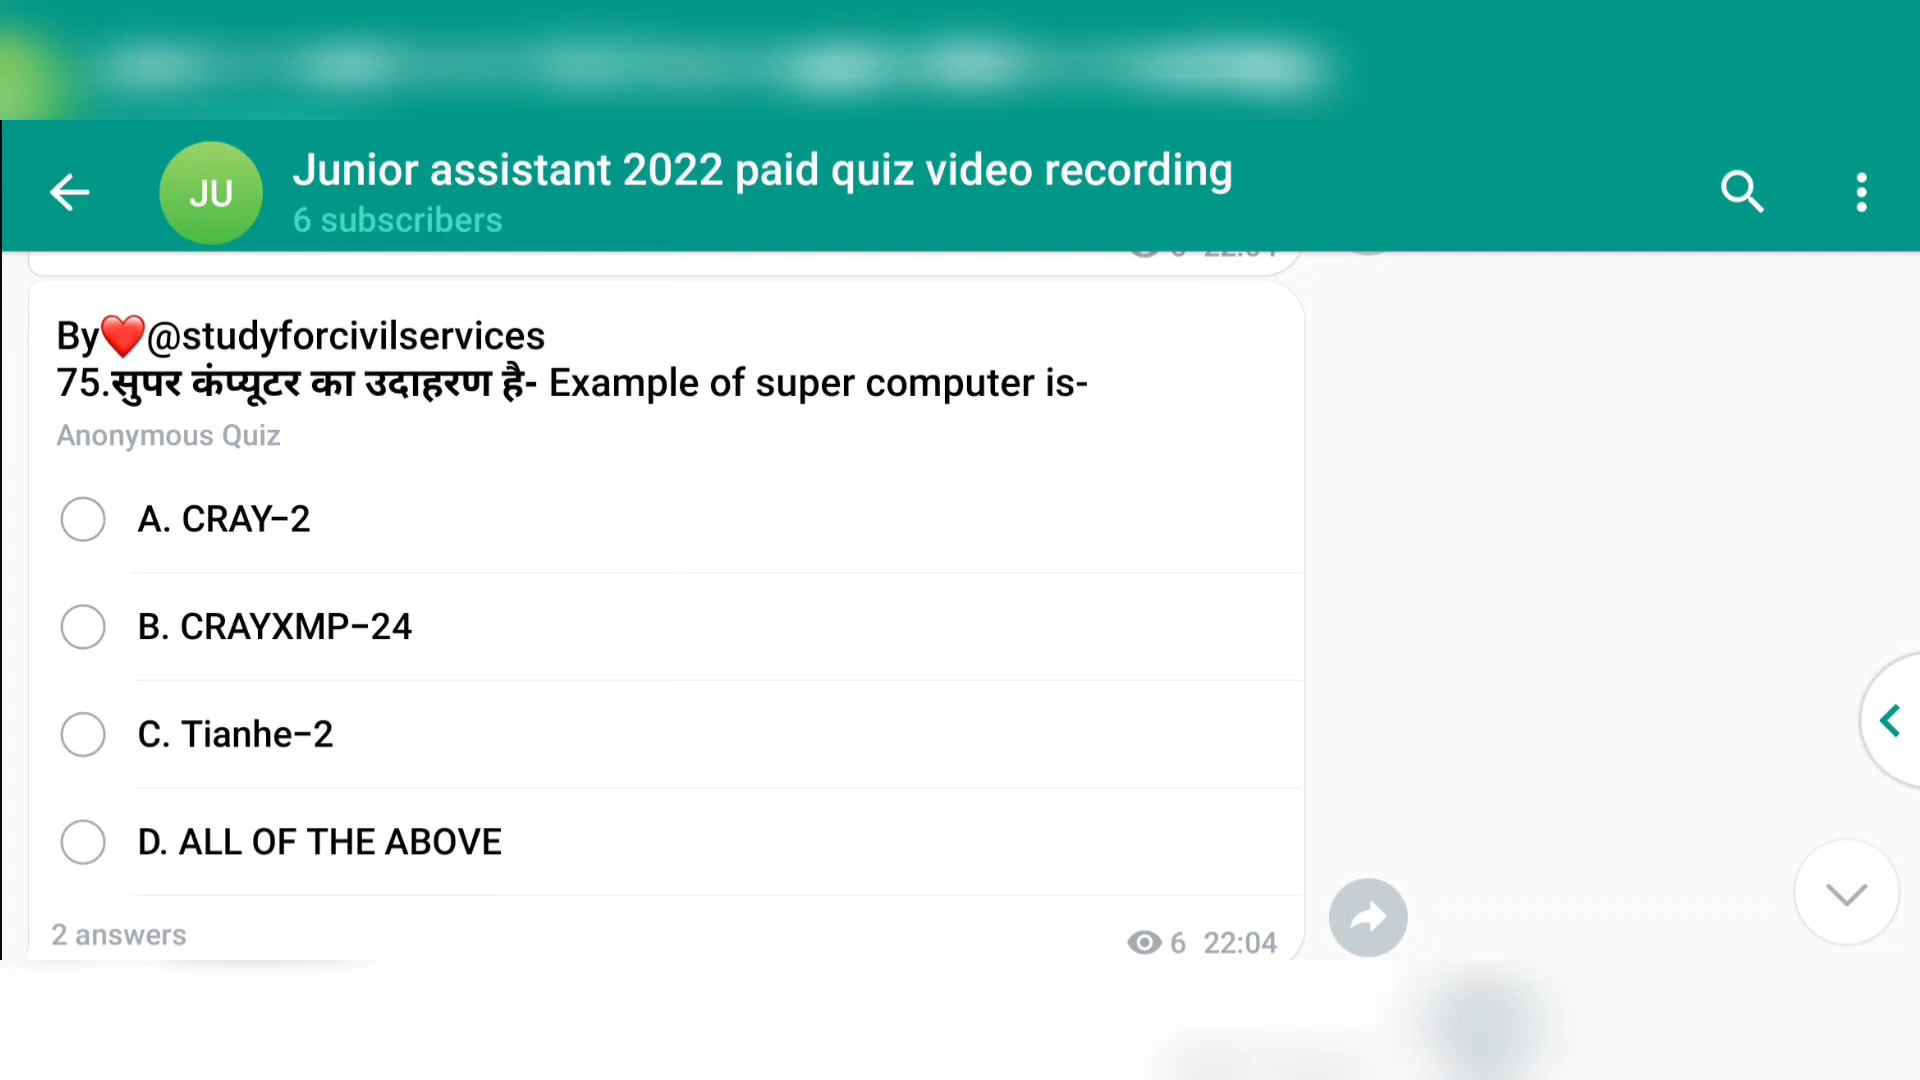 JU
Junior assistant 2022 paid quiz video recording
6 subscribers
By❤️@studyforcivilservices
75.सुपर कंप्यूटर का उदाहरण है- Example of super computer is-
Anonymous Quiz
A. CRAY–2
B. CRAYXMP–24
C. Tianhe–2
D. ALL OF THE ABOVE
2 answers
6 22:04